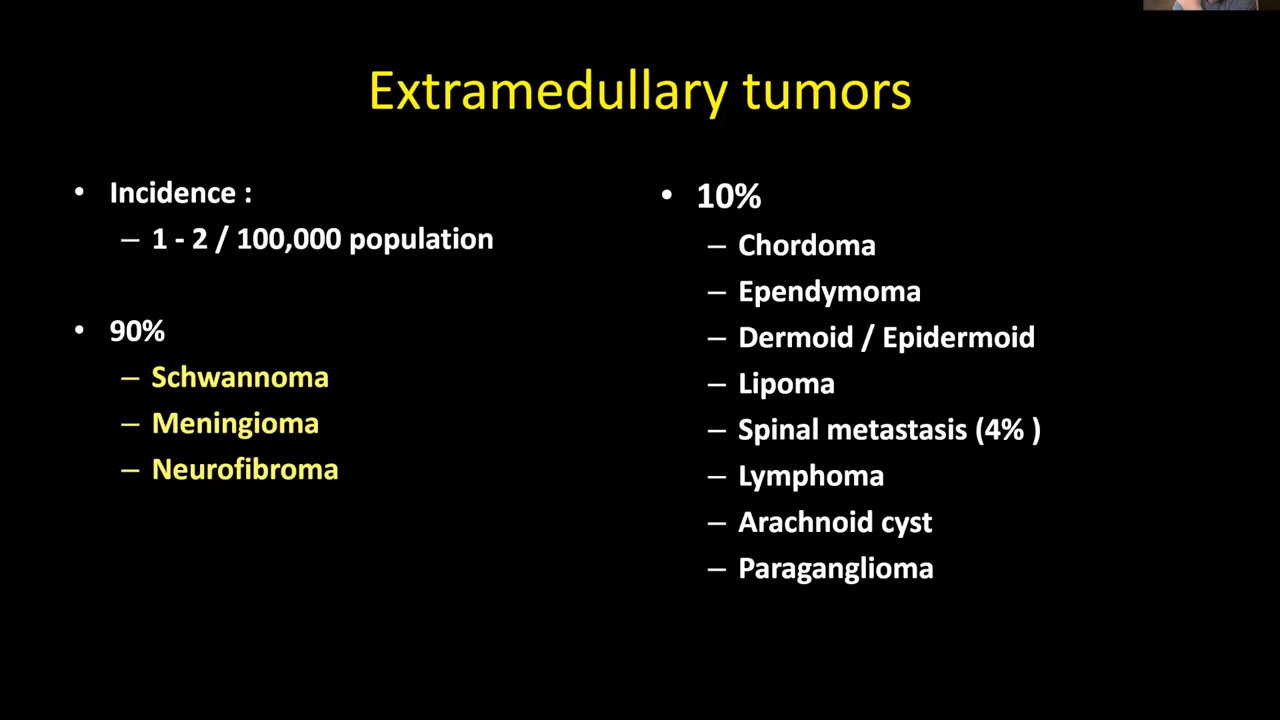 Extramedullary tumors
• Incidence :
– 1 - 2 / 100,000 population
• 90%
– Schwannoma
– Meningioma
– Neurofibroma
• 10%
– Chordoma
– Ependymoma
– Dermoid / Epidermoid
– Lipoma
– Spinal metastasis (4% )
– Lymphoma
– Arachnoid cyst
– Paraganglioma